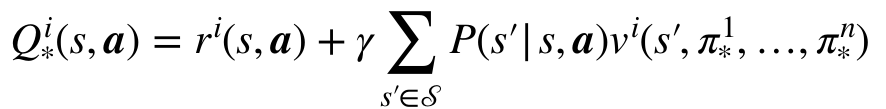 Q^i_*(s, a) = r^i(s, a) + γ ∑_{s′∈𝒮} P(s′ | s, a)v^i(s′, π^1_*, …, π^n_*)